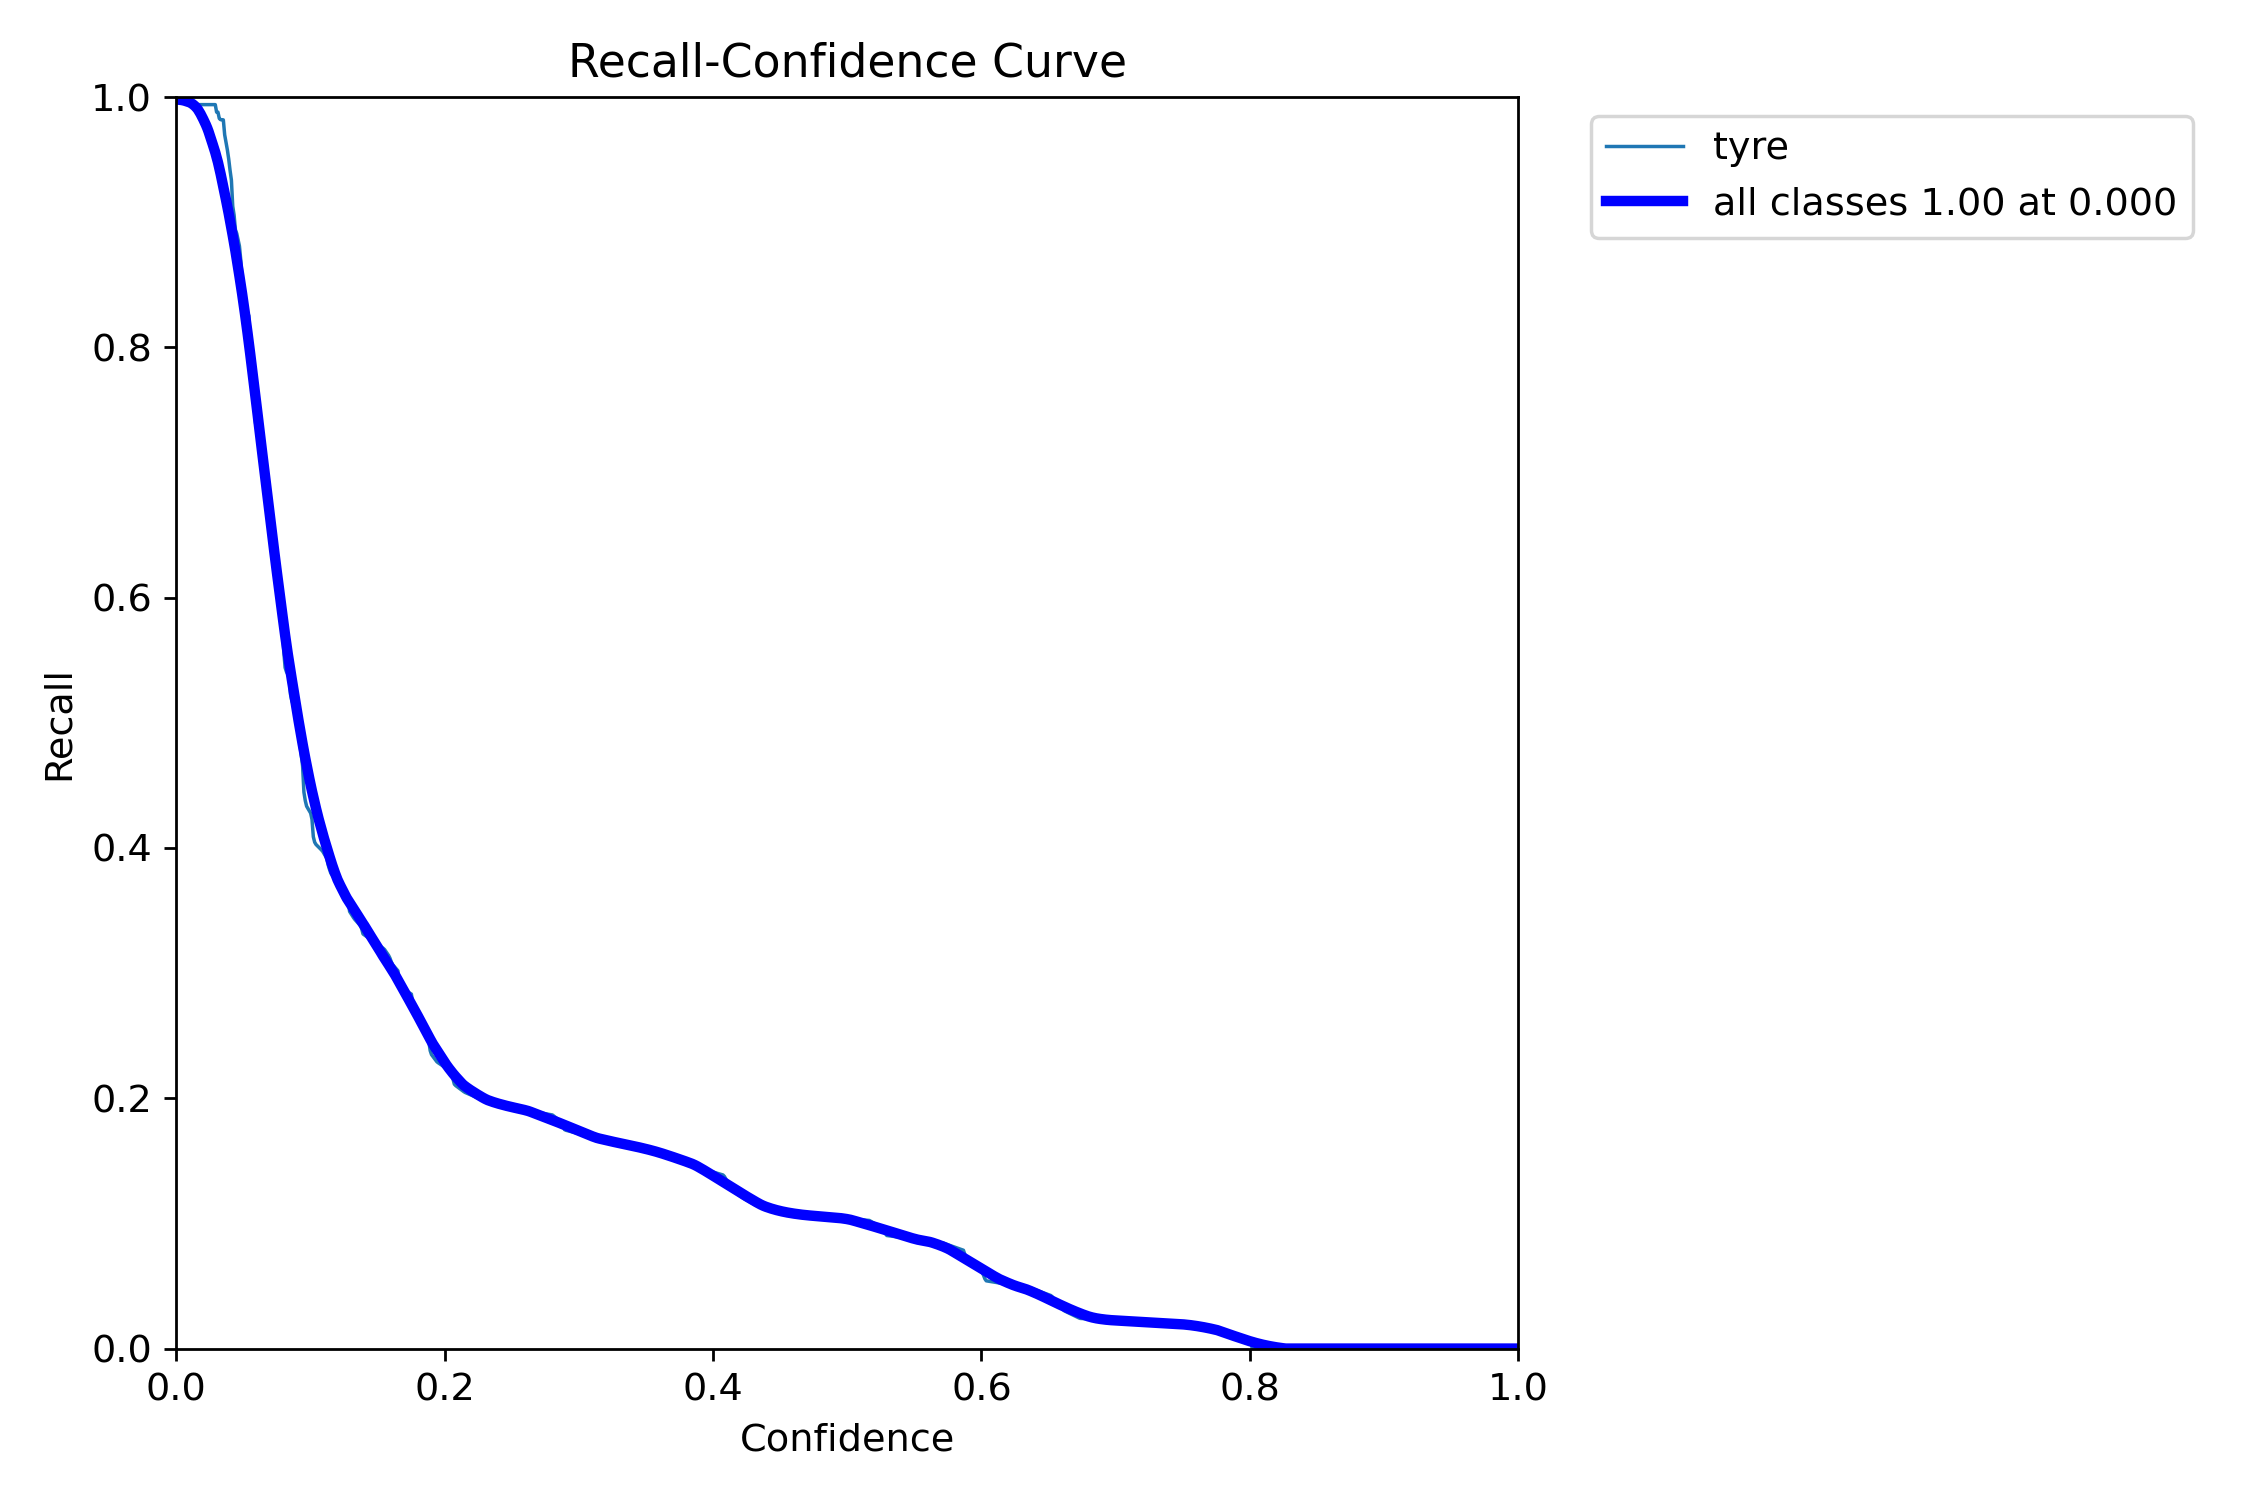 Recall-Confidence Curve
1.0
0.8
0.6
0.4
0.2
0.0
Recall
0.0 0.2 0.4 0.6 0.8 1.0
Confidence
tyre
all classes 1.00 at 0.000